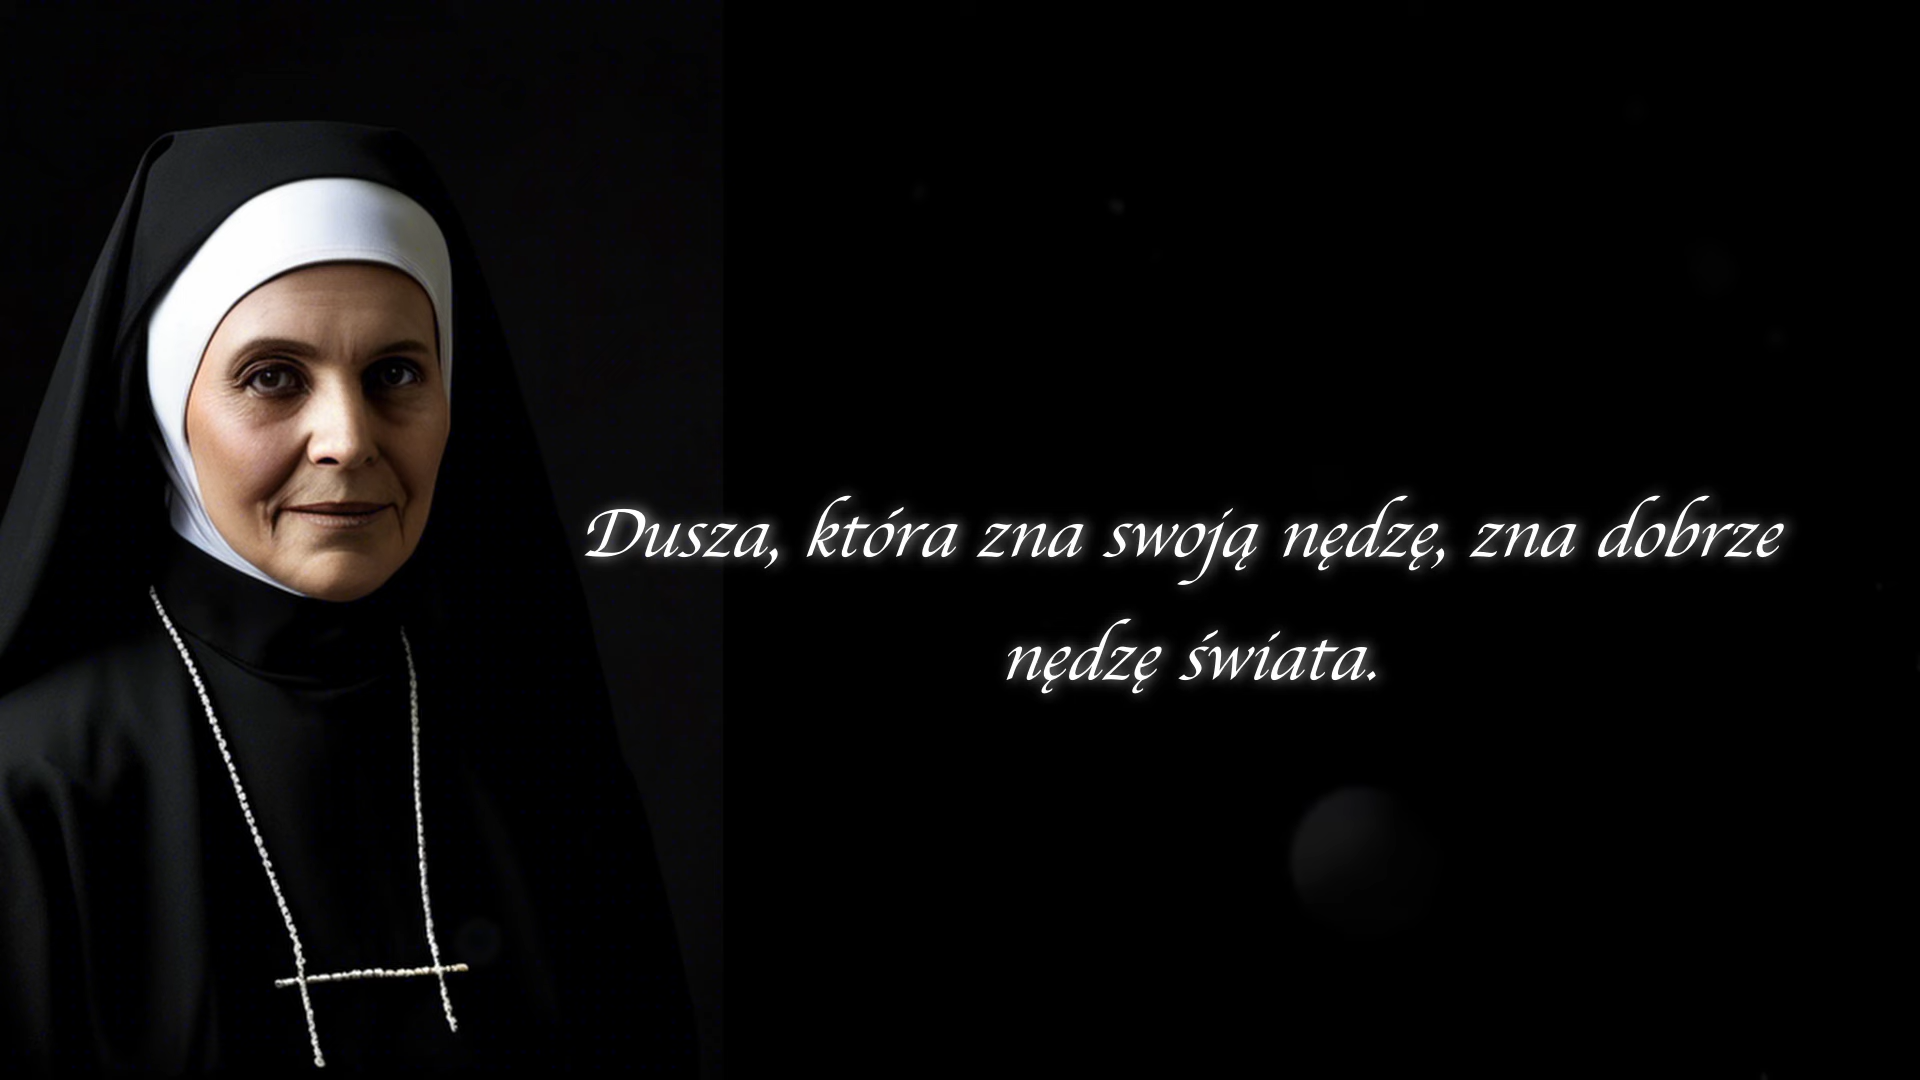 Dusza, która zna swoją nędzę, zna dobrze
nędzę świata.